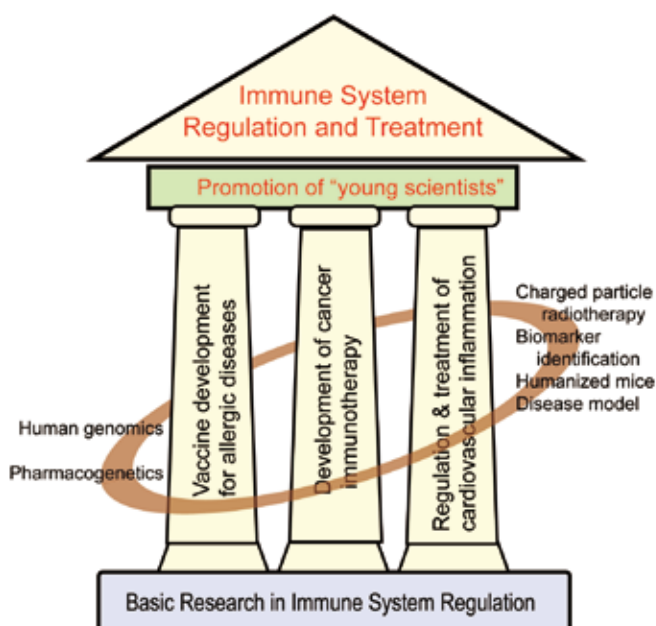 Immune System
Regulation and Treatment
Promotion of “young scientists”
Vaccine development
for allergic diseases
Development of cancer
immunotherapy
Regulation & treatment of
cardiovascular inflammation
Charged particle
radiotherapy
Biomarker
identification
Humanized mice
Disease model
Human genomics
Pharmacogenetics
Basic Research in Immune System Regulation